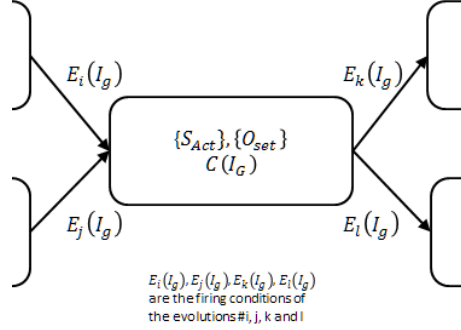 E_i(I_g)
E_k(I_g)
{S_Act}, {O_set}
C(I_G)
E_j(I_g)
E_l(I_g)
E_i(I_g), E_j(I_g), E_k(I_g), E_l(I_g)
are the firing conditions of
the evolutions #i, j, k and l